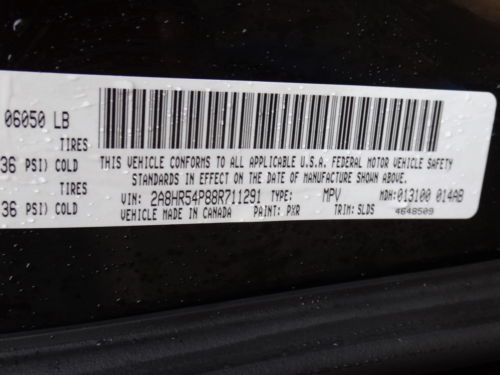 06050 LB
TIRES
36 PSI) COLD
TIRES
36 PSI) COLD
THIS VEHICLE CONFORMS TO ALL APPLICABLE U.S.A. FEDERAL MOTOR VEHICLE SAFETY
STANDARDS IN EFFECT ON THE DATE OF MANUFACTURE SHOWN ABOVE.
VIN: 2A8HR54P88R711291 TYPE: MPV MDH: 013100 014AB
VEHICLE MADE IN CANADA PAINT: PXR TRIM: SLDS 4648509